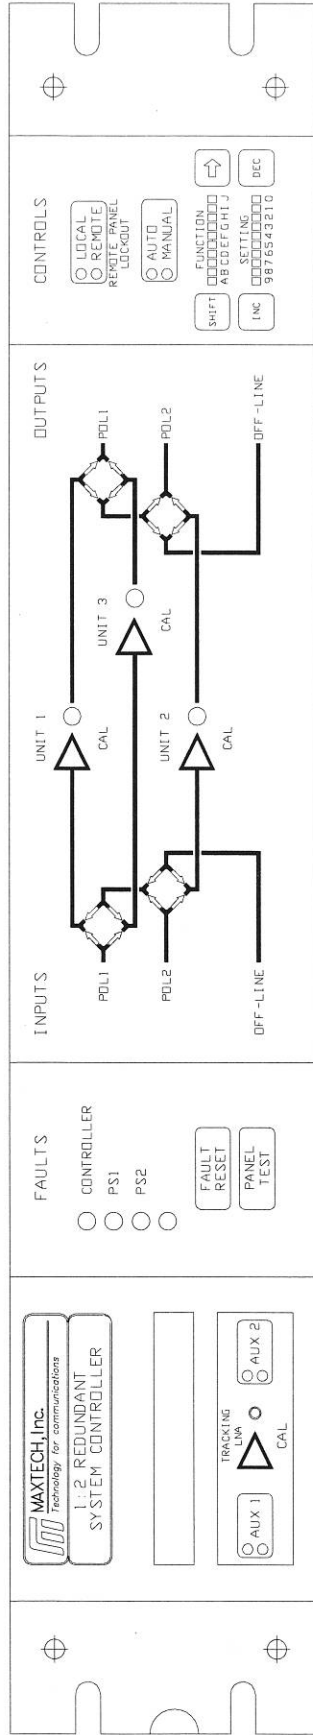 MAXTECH, Inc.
Technology for communications
1:2 REDUNDANT
SYSTEM CONTROLLER
TRACKING
LNA
AUX 1
AUX 2
CAL
FAULTS
CONTROLLER
PS1
PS2
FAULT
RESET
PANEL
TEST
INPUTS
OUTPUTS
UNIT 1
CAL
UNIT 3
CAL
UNIT 2
CAL
POL1
POL2
OFF-LINE
POL1
POL2
OFF-LINE
CONTROLS
LOCAL
REMOTE
REMOTE PANEL
LOCKOUT
AUTO
MANUAL
SHIFT
FUNCTION
ABCDEFGHIJ
INC
SETTING
9876543210
DEC